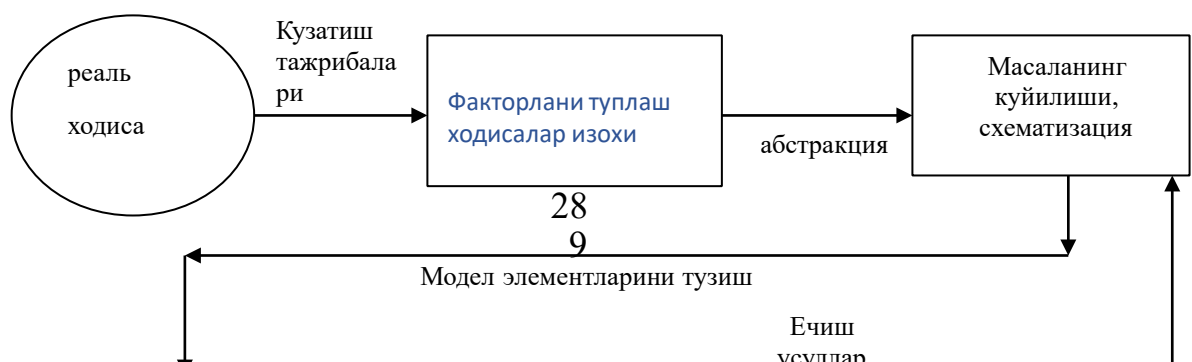 реаль
ходиса
Кузатиш
тажрибала
ри
Факторлани туплаш
ходисалар изохи
абстракция
Масаланинг
куйилиши,
схематизация
28
9
Модел элементларини тузиш
Ечиш
усуллар